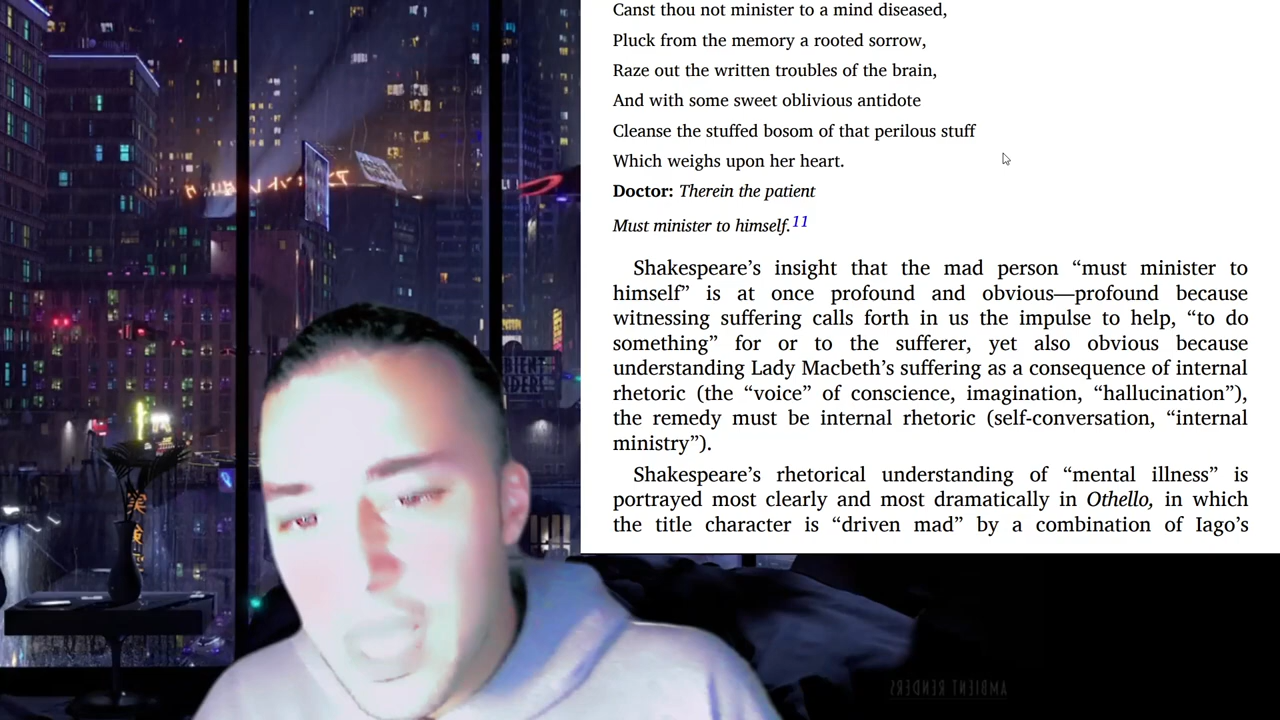 Canst thou not minister to a mind diseased,
Pluck from the memory a rooted sorrow,
Raze out the written troubles of the brain,
And with some sweet oblivious antidote
Cleanse the stuffed bosom of that perilous stuff
Which weighs upon her heart.
Doctor: Therein the patient
Must minister to himself.11
Shakespeare’s insight that the mad person “must minister to
himself” is at once profound and obvious—profound because
witnessing suffering calls forth in us the impulse to help, “to do
something” for or to the sufferer, yet also obvious because
understanding Lady Macbeth’s suffering as a consequence of internal
rhetoric (the “voice” of conscience, imagination, “hallucination”),
the remedy must be internal rhetoric (self-conversation, “internal
ministry”).
Shakespeare’s rhetorical understanding of “mental illness” is
portrayed most clearly and most dramatically in Othello, in which
the title character is “driven mad” by a combination of Iago’s
AMBIENT RENDERS